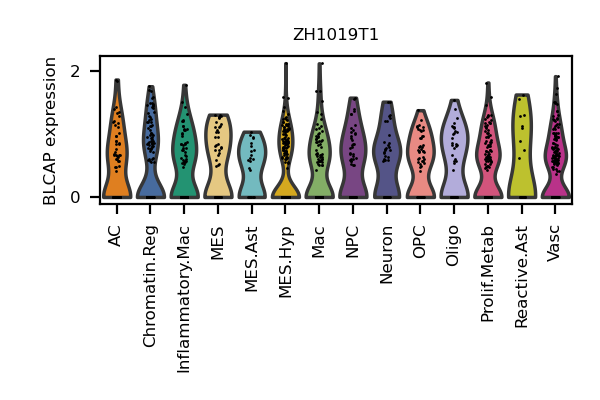 ZH1019T1
BLCAP expression
2
0
AC
Chromatin.Reg
Inflammatory.Mac
MES
MES.Ast
MES.Hyp
Mac
NPC
Neuron
OPC
Oligo
Prolif.Metab
Reactive.Ast
Vasc